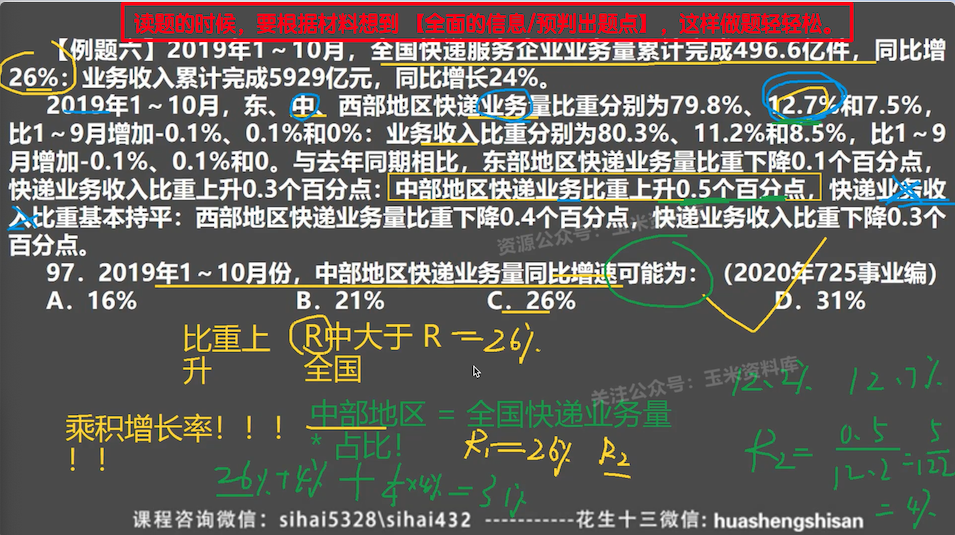 读题的时候，要根据材料想到 【全面的信息/预判出题点】，这样做题轻轻松。
【例题六】2019年1～10月，全国快递服务企业业务量累计完成496.6亿件，同比增
26%：业务收入累计完成5929亿元，同比增长24%。
2019年1～10月，东、中、西部地区快递业务量比重分别为79.8%、12.7%和7.5%，
比1～9月增加-0.1%、0.1%和0%：业务收入比重分别为80.3%、11.2%和8.5%，比1～9
月增加-0.1%、0.1%和0。与去年同期相比，东部地区快递业务量比重下降0.1个百分点，
快递业务收入比重上升0.3个百分点：中部地区快递业务比重上升0.5个百分点，快递业务收
入比重基本持平：西部地区快递业务量比重下降0.4个百分点，快递业务收入比重下降0.3个
百分点。
资源公众号：玉米资料库
97．2019年1～10月份，中部地区快递业务量同比增速可能为：（2020年725事业编）
A．16% B．21% C．26% D．31%
比重上升 R中大于 R全国 =26%.
关注公众号：玉米资料库
12.2% 12.7%
中部地区 = 全国快递业务量
* 占比！
乘积增长率！！！
！！
R₁=26% R₂
R₂= 0.5/12.2 = 5/122
= 4%
26%+4% + 1/4×4% = 31%
课程咨询微信：sihai5328\sihai432 -----------花生十三微信: huashengshisan